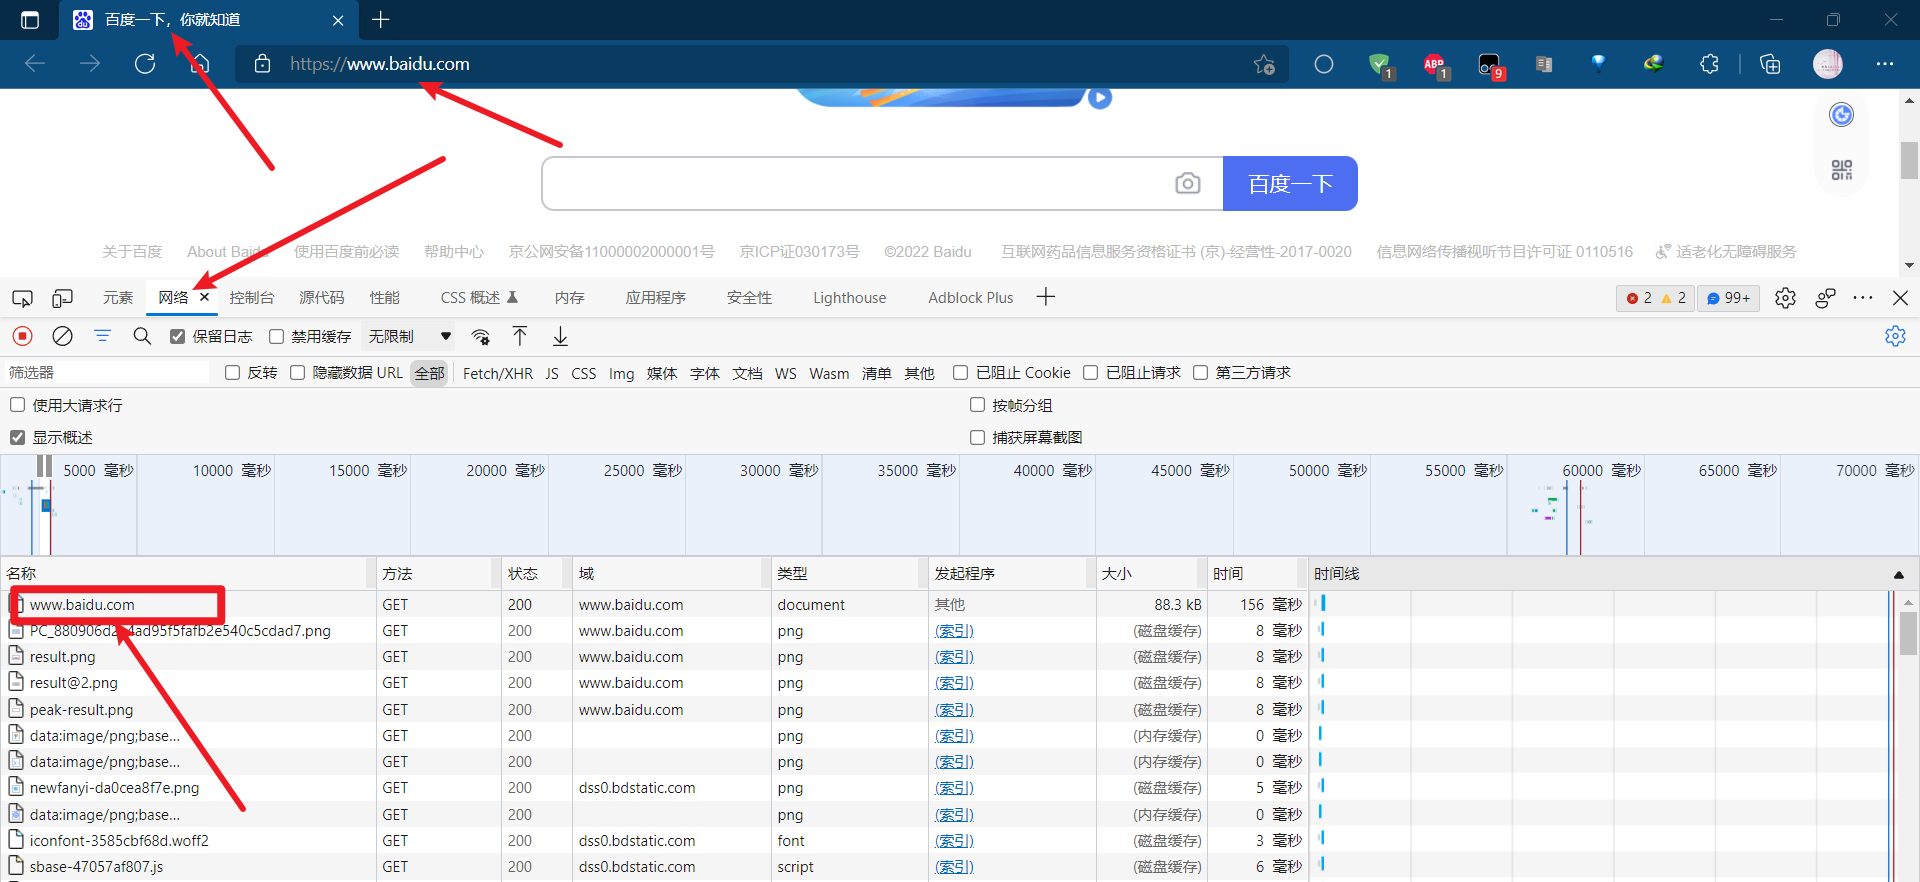 百度一下，你就知道
https://www.baidu.com
1
ABP
1
9
百度一下
关于百度 About Baidu 使用百度前必读 帮助中心 京公网安备11000002000001号 京ICP证030173号 ©2022 Baidu 互联网药品信息服务资格证书 (京)-经营性-2017-0020 信息网络传播视听节目许可证 0110516 适老化无障碍服务
元素 网络 控制台 源代码 性能 CSS 概述 内存 应用程序 安全性 Lighthouse Adblock Plus 2 2 99+
保留日志 禁用缓存 无限制
筛选器 反转 隐藏数据 URL 全部 Fetch/XHR JS CSS Img 媒体 字体 文档 WS Wasm 清单 其他 已阻止 Cookie 已阻止请求 第三方请求
使用大请求行 按帧分组
显示概述 捕获屏幕截图
5000 毫秒 10000 毫秒 15000 毫秒 20000 毫秒 25000 毫秒 30000 毫秒 35000 毫秒 40000 毫秒 45000 毫秒 50000 毫秒 55000 毫秒 60000 毫秒 65000 毫秒 70000 毫秒
名称 方法 状态 域 类型 发起程序 大小 时间 时间线
www.baidu.com GET 200 www.baidu.com document 其他 88.3 kB 156 毫秒
GET 200 www.baidu.com png (索引) (磁盘缓存) 8 毫秒
result.png GET 200 www.baidu.com png (索引) (磁盘缓存) 8 毫秒
result@2.png GET 200 www.baidu.com png (索引) (磁盘缓存) 8 毫秒
peak-result.png GET 200 www.baidu.com png (索引) (磁盘缓存) 8 毫秒
data:image/png;base... GET 200 png (索引) (内存缓存) 0 毫秒
data:image/png;base... GET 200 png (索引) (内存缓存) 0 毫秒
newfanyi-da0cea8f7e.png GET 200 dss0.bdstatic.com png (索引) (磁盘缓存) 5 毫秒
data:image/png;base... GET 200 png (索引) (内存缓存) 0 毫秒
iconfont-3585cbf68d.woff2 GET 200 dss0.bdstatic.com font (索引) (磁盘缓存) 3 毫秒
sbase-47057af807.js GET 200 dss0.bdstatic.com script (索引) (磁盘缓存) 6 毫秒